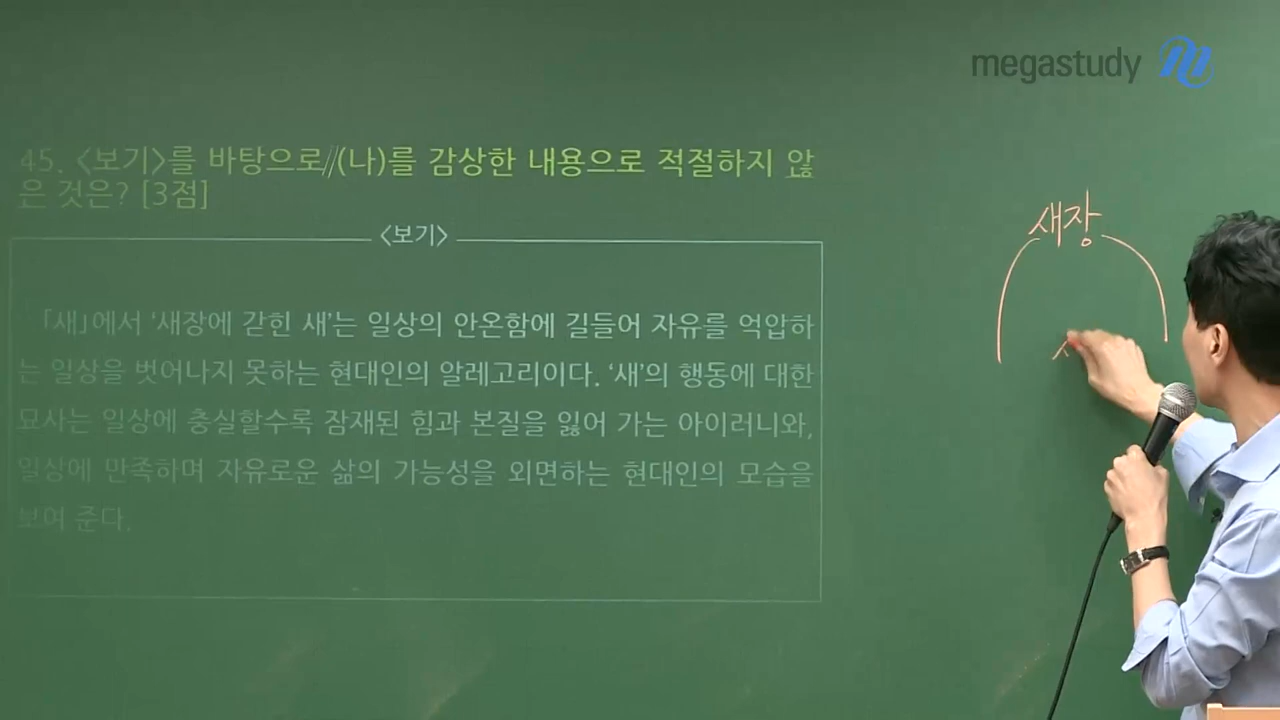 megastudy
45. <보기>를 바탕으로//(나)를 감상한 내용으로 적절하지 않
은 것은? [3점]
<보기>
「새」에서 ‘새장에 갇힌 새’는 일상의 안온함에 길들어 자유를 억압하
는 일상을 벗어나지 못하는 현대인의 알레고리이다. ‘새’의 행동에 대한
묘사는 일상에 충실할수록 잠재된 힘과 본질을 잃어 가는 아이러니와,
일상에 만족하며 자유로운 삶의 가능성을 외면하는 현대인의 모습을
보여 준다.
새장